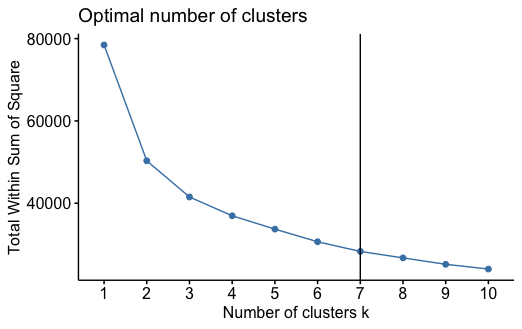 Optimal number of clusters
Total Within Sum of Square
80000
60000
40000
1 2 3 4 5 6 7 8 9 10
Number of clusters k